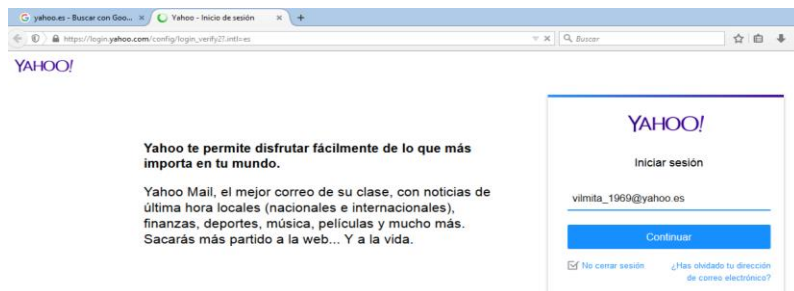 yahoo.es - Buscar con Goo...
Yahoo - Inicio de sesión
https://login.yahoo.com/config/login_verify2?.intl=es
Buscar
YAHOO!
Yahoo te permite disfrutar fácilmente de lo que más
importa en tu mundo.
Yahoo Mail, el mejor correo de su clase, con noticias de
última hora locales (nacionales e internacionales),
finanzas, deportes, música, películas y mucho más.
Sacarás más partido a la web... Y a la vida.
YAHOO!
Iniciar sesión
vilmita_1969@yahoo.es
Continuar
No cerrar sesión
¿Has olvidado tu dirección
de correo electrónico?